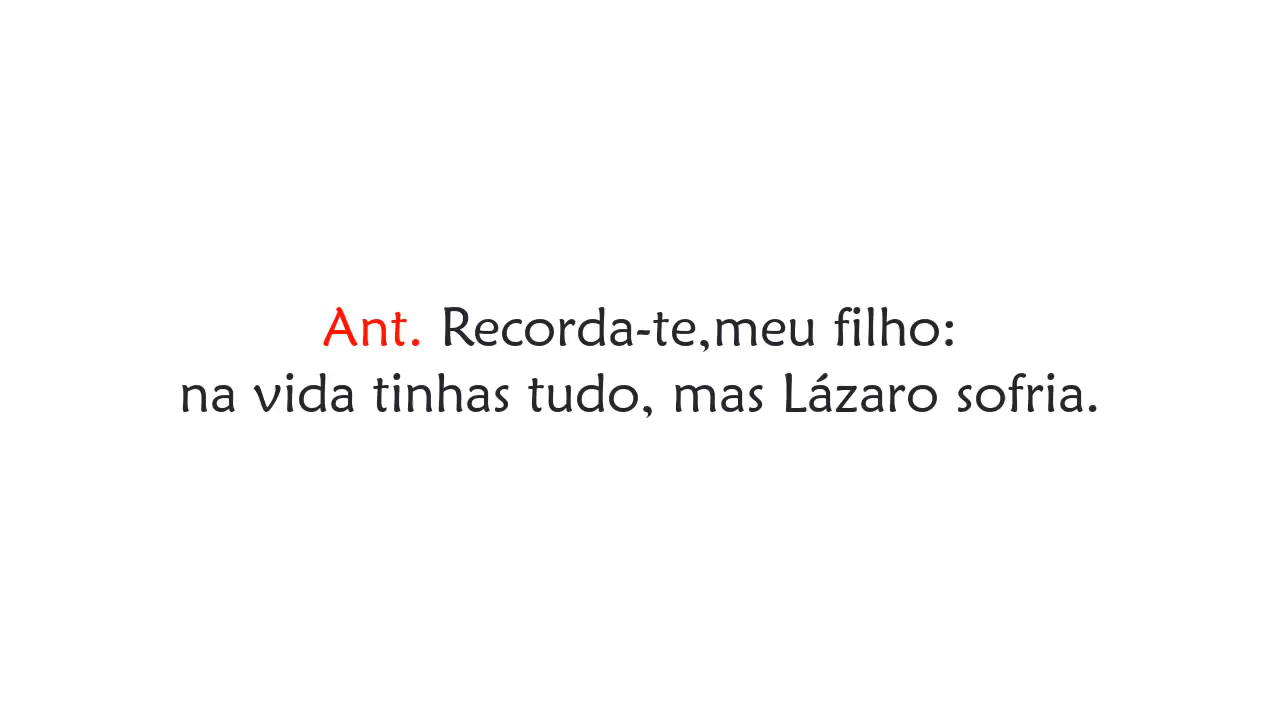 Ant. Recorda-te,meu filho:
na vida tinhas tudo, mas Lázaro sofria.